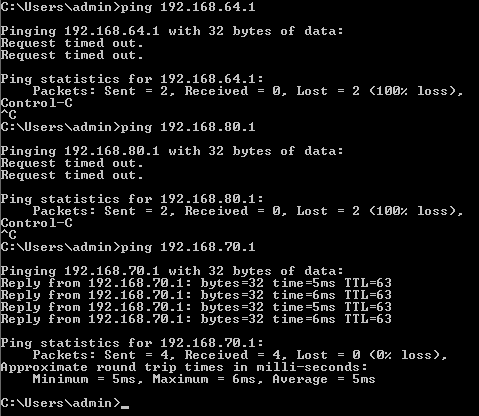 C:\Users\admin>ping 192.168.64.1
Pinging 192.168.64.1 with 32 bytes of data:
Request timed out.
Request timed out.
Ping statistics for 192.168.64.1:
Packets: Sent = 2, Received = 0, Lost = 2 (100% loss),
Control-C
^C
C:\Users\admin>ping 192.168.80.1
Pinging 192.168.80.1 with 32 bytes of data:
Request timed out.
Request timed out.
Ping statistics for 192.168.80.1:
Packets: Sent = 2, Received = 0, Lost = 2 (100% loss),
Control-C
^C
C:\Users\admin>ping 192.168.70.1
Pinging 192.168.70.1 with 32 bytes of data:
Reply from 192.168.70.1: bytes=32 time=5ms TTL=63
Reply from 192.168.70.1: bytes=32 time=6ms TTL=63
Reply from 192.168.70.1: bytes=32 time=5ms TTL=63
Reply from 192.168.70.1: bytes=32 time=6ms TTL=63
Ping statistics for 192.168.70.1:
Packets: Sent = 4, Received = 4, Lost = 0 (0% loss),
Approximate round trip times in milli-seconds:
Minimum = 5ms, Maximum = 6ms, Average = 5ms
C:\Users\admin>_